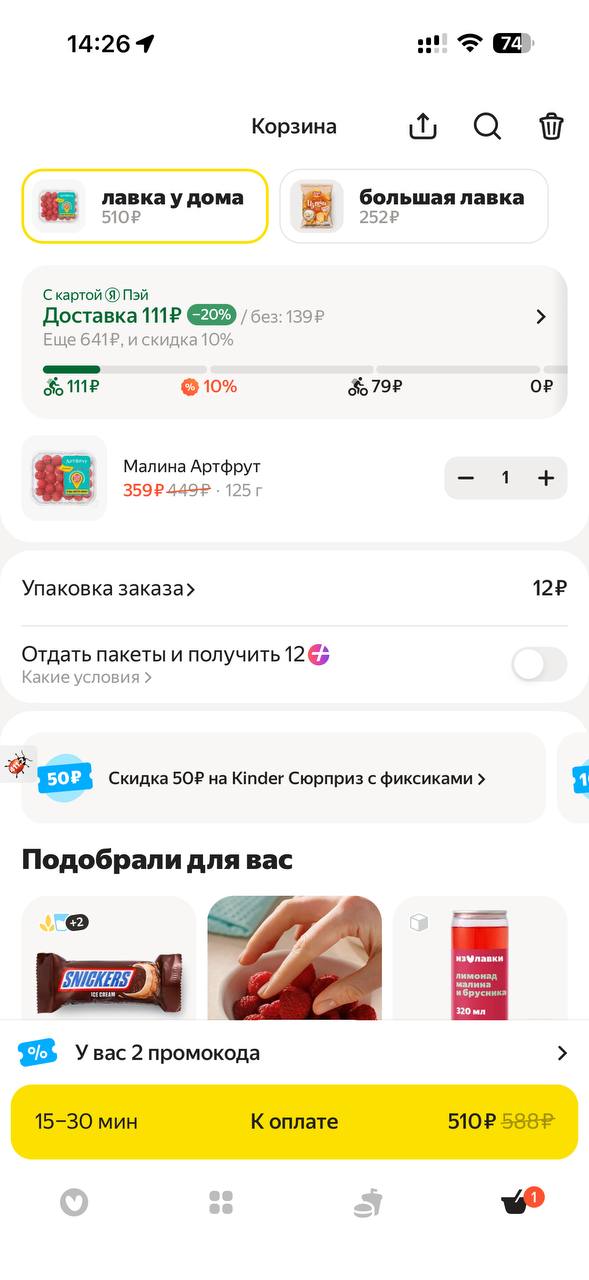 14:26
74
Корзина
лавка у дома
510₽
большая лавка
252₽
С картой Я Пэй
Доставка 111₽ −20% / без: 139₽
Еще 641₽, и скидка 10%
111₽ % 10% 79₽ 0₽
Малина Артфрут
359₽ 449₽ · 125 г
1
Упаковка заказа
12₽
Отдать пакеты и получить 12
Какие условия
50₽
Скидка 50₽ на Kinder Сюрприз с фиксиками
Подобрали для вас
+2
SNICKERS
ICE CREAM
из лавки
лимонад
малина
и брусника
320 мл
% У вас 2 промокода
15–30 мин К оплате 510₽ 588₽
1